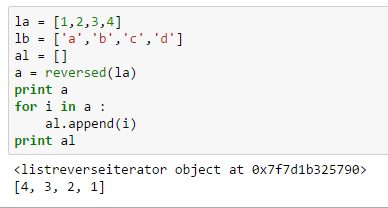 la = [1,2,3,4]
lb = ['a','b','c','d']
al = []
a = reversed(la)
print a
for i in a :
    al.append(i)
print al
<listreverseiterator object at 0x7f7d1b325790>
[4, 3, 2, 1]